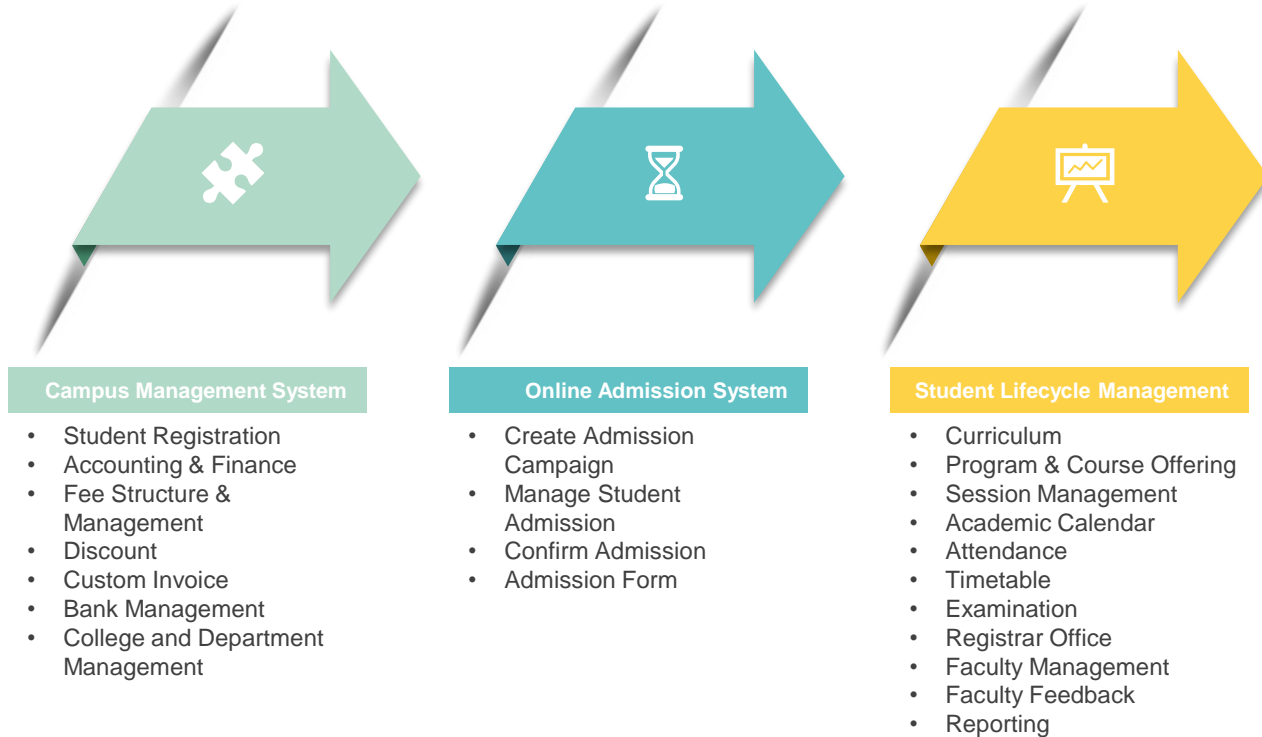 Campus Management System
• Student Registration
• Accounting & Finance
• Fee Structure &
Management
• Discount
• Custom Invoice
• Bank Management
• College and Department
Management
Online Admission System
• Create Admission
Campaign
• Manage Student
Admission
• Confirm Admission
• Admission Form
Student Lifecycle Management
• Curriculum
• Program & Course Offering
• Session Management
• Academic Calendar
• Attendance
• Timetable
• Examination
• Registrar Office
• Faculty Management
• Faculty Feedback
• Reporting